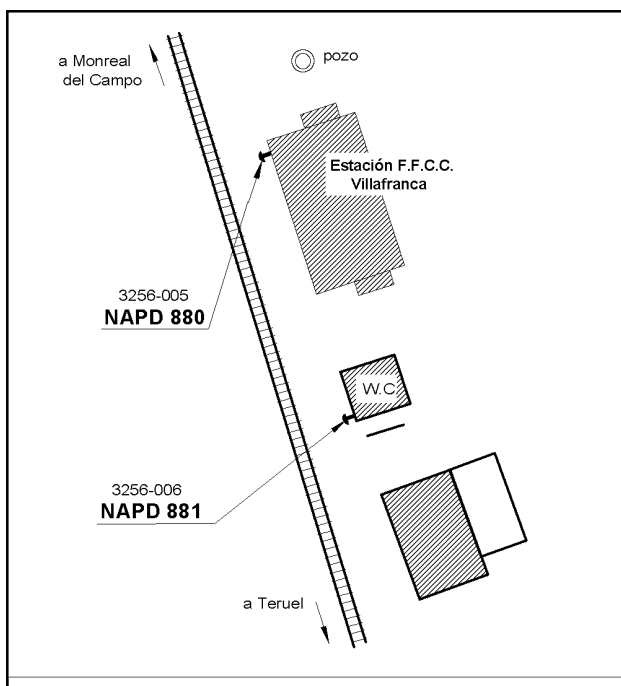 a Monreal
del Campo
pozo
Estación F.F.C.C.
Villafranca
3256-005
NAPD 880
W.C
3256-006
NAPD 881
a Teruel